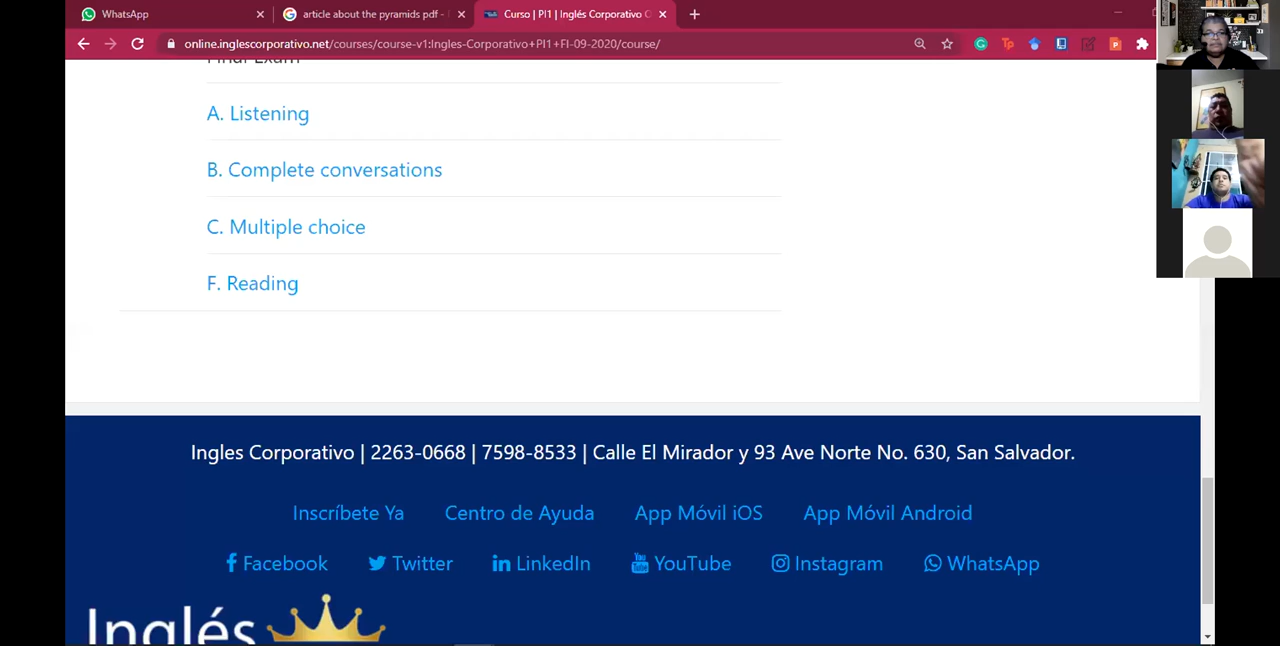 WhatsApp
article about the pyramids pdf -
Curso | PI1 | Inglés Corporativo
online.inglescorporativo.net/courses/course-v1:Ingles-Corporativo+PI1+FI-09-2020/course/
Final Exam
A. Listening
B. Complete conversations
C. Multiple choice
F. Reading
Ingles Corporativo | 2263-0668 | 7598-8533 | Calle El Mirador y 93 Ave Norte No. 630, San Salvador.
Inscríbete Ya Centro de Ayuda App Móvil iOS App Móvil Android
Facebook Twitter LinkedIn YouTube Instagram WhatsApp
Inglés